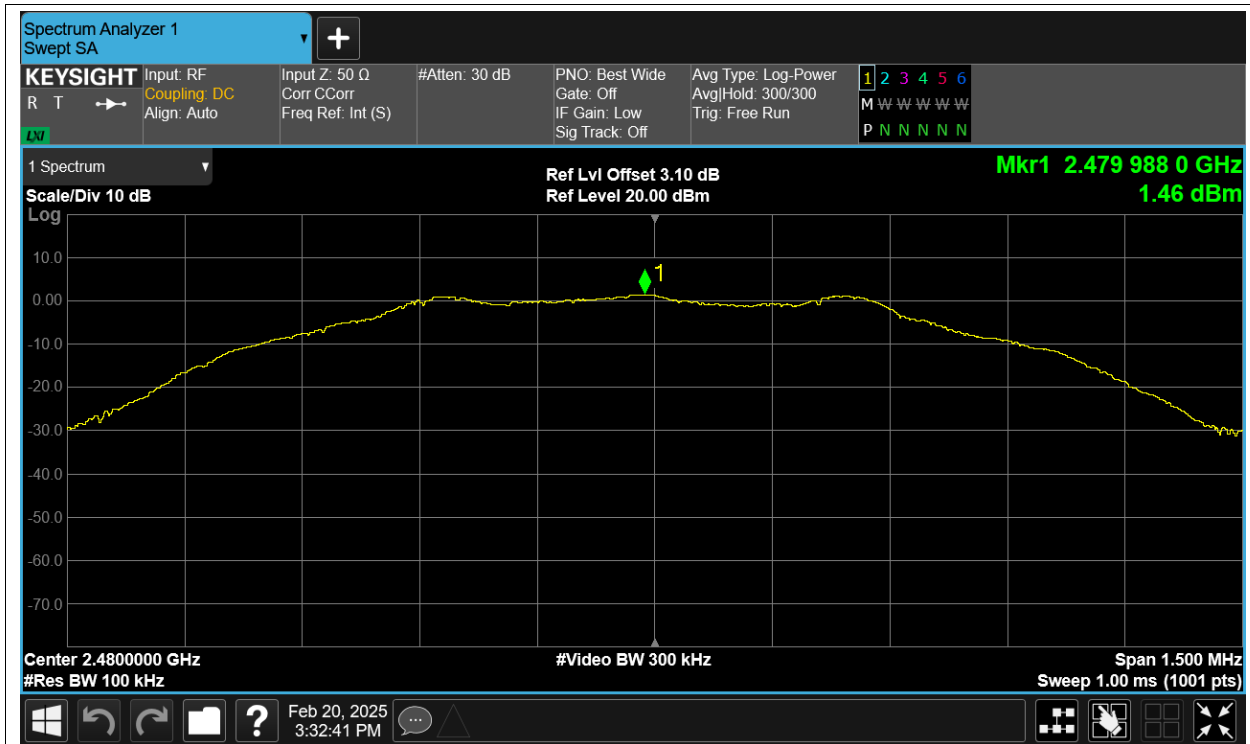 Spectrum Analyzer 1
Swept SA
KEYSIGHT
R T
LXI
Input: RF
Coupling: DC
Align: Auto
Input Z: 50 Ω
Corr CCorr
Freq Ref: Int (S)
#Atten: 30 dB
PNO: Best Wide
Gate: Off
IF Gain: Low
Sig Track: Off
Avg Type: Log-Power
Avg|Hold: 300/300
Trig: Free Run
1 2 3 4 5 6
M W W W W W
P N N N N N
1 Spectrum
Scale/Div 10 dB
Log
Ref Lvl Offset 3.10 dB
Ref Level 20.00 dBm
Mkr1 2.479 988 0 GHz
1.46 dBm
10.0
1
0.00
-10.0
-20.0
-30.0
-40.0
-50.0
-60.0
-70.0
Center 2.4800000 GHz
#Res BW 100 kHz
#Video BW 300 kHz
Span 1.500 MHz
Sweep 1.00 ms (1001 pts)
?
Feb 20, 2025
3:32:41 PM